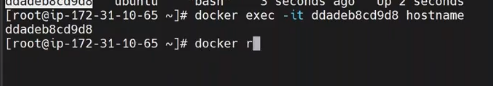 ddadeb8cd9d8 ubuntu bash 3 seconds ago Up 2 seconds
[root@ip-172-31-10-65 ~]# docker exec -it ddadeb8cd9d8 hostname
ddadeb8cd9d8
[root@ip-172-31-10-65 ~]# docker r